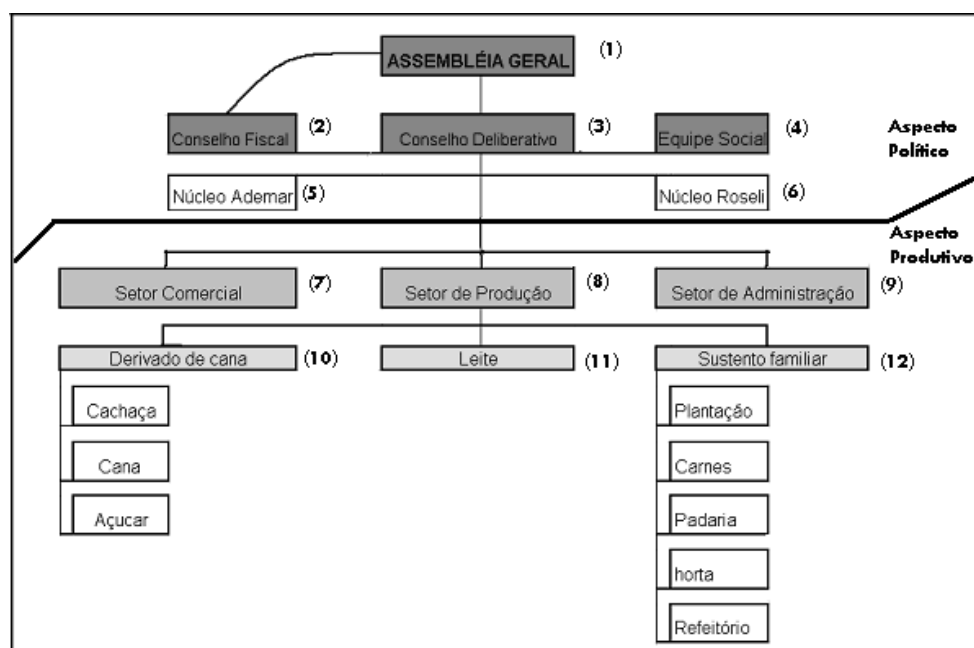 ASSEMBLÉIA GERAL (1)
Conselho Fiscal (2) Conselho Deliberativo (3) Equipe Social (4)
Aspecto
Político
Núcleo Ademar (5) Núcleo Roseli (6)
Aspecto
Produtivo
Setor Comercial (7) Setor de Produção (8) Setor de Administração (9)
Derivado de cana (10) Leite (11) Sustento familiar (12)
Cachaça Plantação
Cana Carnes
Açucar Padaria
horta
Refeitório